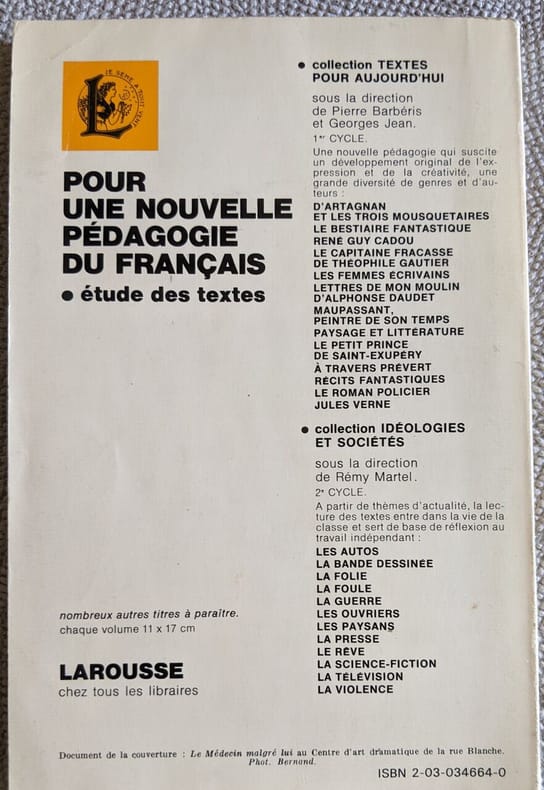 JE SÈME À TOUT VENT
L
POUR
UNE NOUVELLE
PÉDAGOGIE
DU FRANÇAIS
● étude des textes
nombreux autres titres à paraître.
chaque volume 11 x 17 cm
LAROUSSE
chez tous les libraires
● collection TEXTES
POUR AUJOURD'HUI
sous la direction
de Pierre Barbéris
et Georges Jean.
1er CYCLE.
Une nouvelle pédagogie qui suscite
un développement original de l'ex-
pression et de la créativité, une
grande diversité de genres et d'au-
teurs :
D'ARTAGNAN
ET LES TROIS MOUSQUETAIRES
LE BESTIAIRE FANTASTIQUE
RENÉ GUY CADOU
LE CAPITAINE FRACASSE
DE THÉOPHILE GAUTIER
LES FEMMES ÉCRIVAINS
LETTRES DE MON MOULIN
D'ALPHONSE DAUDET
MAUPASSANT,
PEINTRE DE SON TEMPS
PAYSAGE ET LITTÉRATURE
LE PETIT PRINCE
DE SAINT-EXUPÉRY
À TRAVERS PRÉVERT
RÉCITS FANTASTIQUES
LE ROMAN POLICIER
JULES VERNE
● collection IDÉOLOGIES
ET SOCIÉTÉS
sous la direction
de Rémy Martel.
2e CYCLE.
A partir de thèmes d'actualité, la lec-
ture des textes entre dans la vie de la
classe et sert de base de réflexion au
travail indépendant :
LES AUTOS
LA BANDE DESSINÉE
LA FOLIE
LA FOULE
LA GUERRE
LES OUVRIERS
LES PAYSANS
LA PRESSE
LE RÊVE
LA SCIENCE-FICTION
LA TÉLÉVISION
LA VIOLENCE
Document de la couverture : Le Médecin malgré lui au Centre d'art dramatique de la rue Blanche.
Phot. Bernand.
ISBN 2-03-034664-0